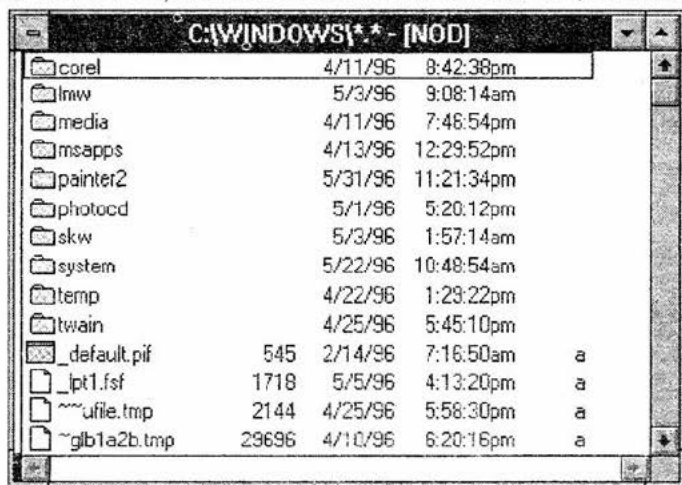 C:\WINDOWS\*.* - [NOD]
corel 4/11/96 8:42:38pm
lmw 5/3/96 9:08:14am
media 4/11/96 7:46:54pm
msapps 4/13/96 12:29:52pm
painter2 5/31/96 11:21:34pm
photocd 5/1/96 5:20:12pm
skw 5/3/96 1:57:14am
system 5/22/96 10:48:54am
temp 4/22/96 1:29:22pm
twain 4/25/96 5:45:10pm
_default.pif 545 2/14/96 7:16:50am a
_lpt1.fsf 1718 5/5/96 4:13:20pm a
~~ufile.tmp 2144 4/25/96 5:58:30pm a
~glb1a2b.tmp 29696 4/10/96 6:20:16pm a